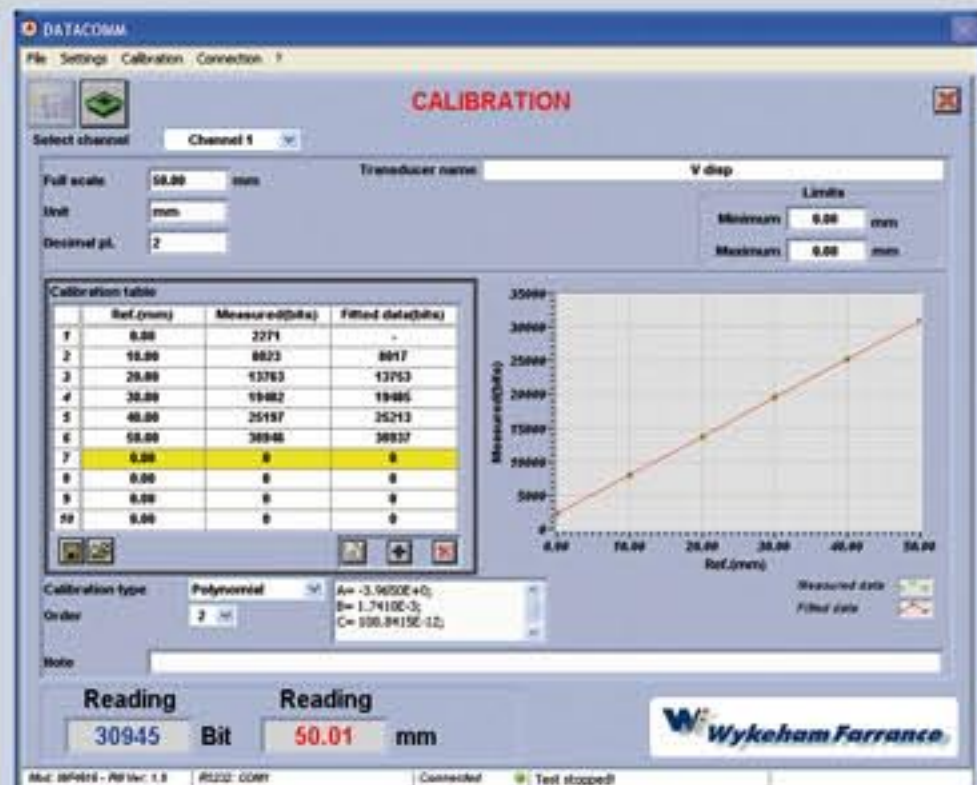 DATACOMM
File Settings Calibration Connection ?
CALIBRATION
Select channel Channel 1
Full scale 50.00 mm
Transducer name V disp
Unit mm
Decimal pl. 2
Limits
Minimum 0.00 mm
Maximum 0.00 mm
Calibration table
Ref.(mm) Measured(bits) Fitted data(bits)
1 0.00 2271 -
2 10.00 8023 8017
3 20.00 13763 13753
4 30.00 19482 19485
5 40.00 25197 25213
6 50.00 30946 30937
7 0.00 0 0
8 0.00 0 0
9 0.00 0 0
10 0.00 0 0
Measured(bits)
35000
30000
25000
20000
15000
10000
5000
0
0.00 10.00 20.00 30.00 40.00 50.00
Ref.(mm)
Calibration type Polynomial
Order 2
A= -3.9650E+0;
B= 1.7410E-3;
C= 108.8415E-12;
Measured data
Fitted data
Note
Reading Reading
30945 Bit 50.01 mm
Wykeham Farrance
RS232: COM1 Connected Test stopped!